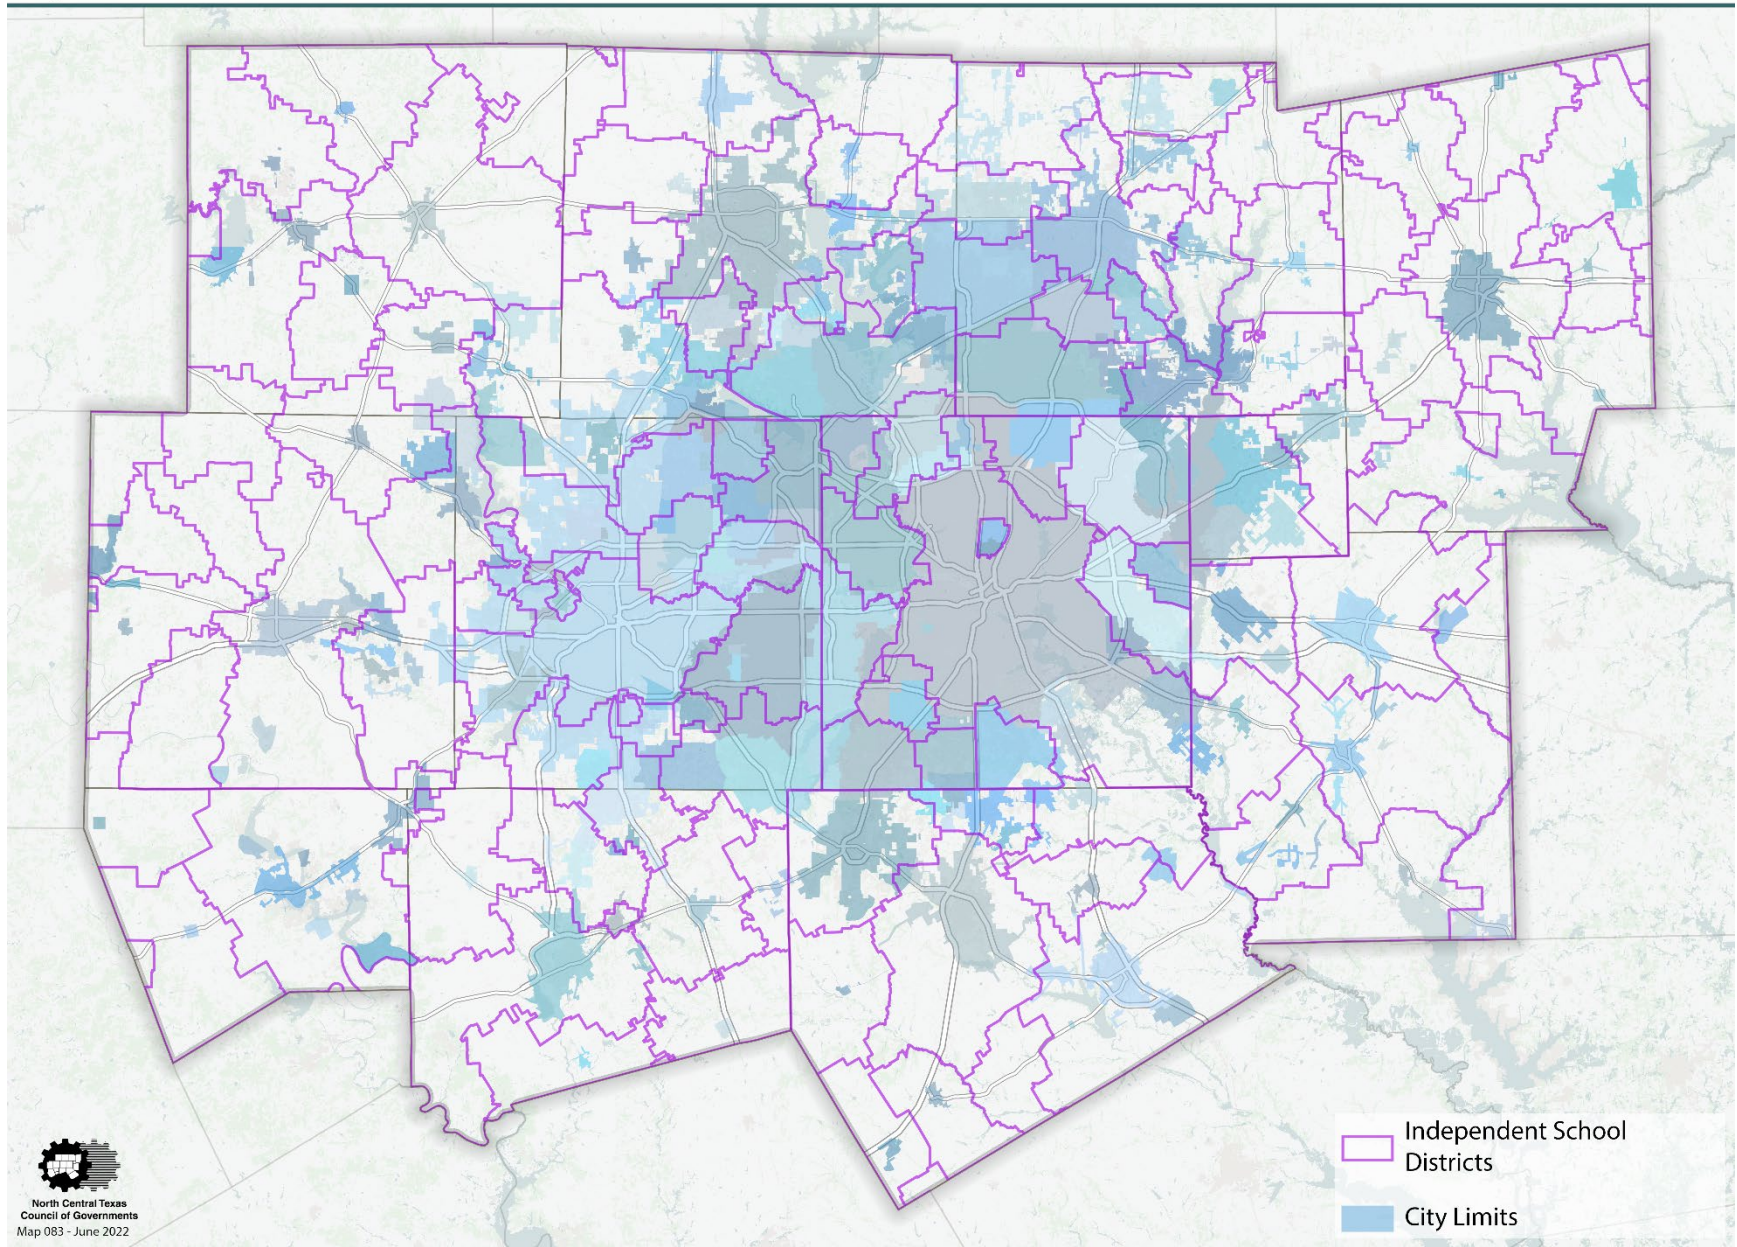 Independent School
Districts
City Limits
North Central Texas
Council of Governments
Map 083 - June 2022